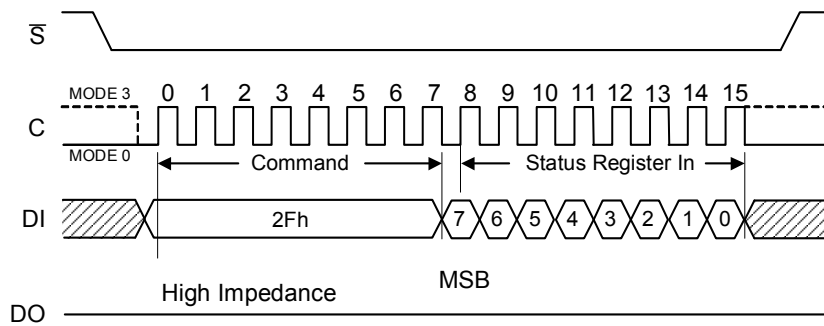 S̅
MODE 3 0 1 2 3 4 5 6 7 8 9 10 11 12 13 14 15
C
MODE 0
Command Status Register In
DI 2Fh 7 6 5 4 3 2 1 0
High Impedance MSB
DO